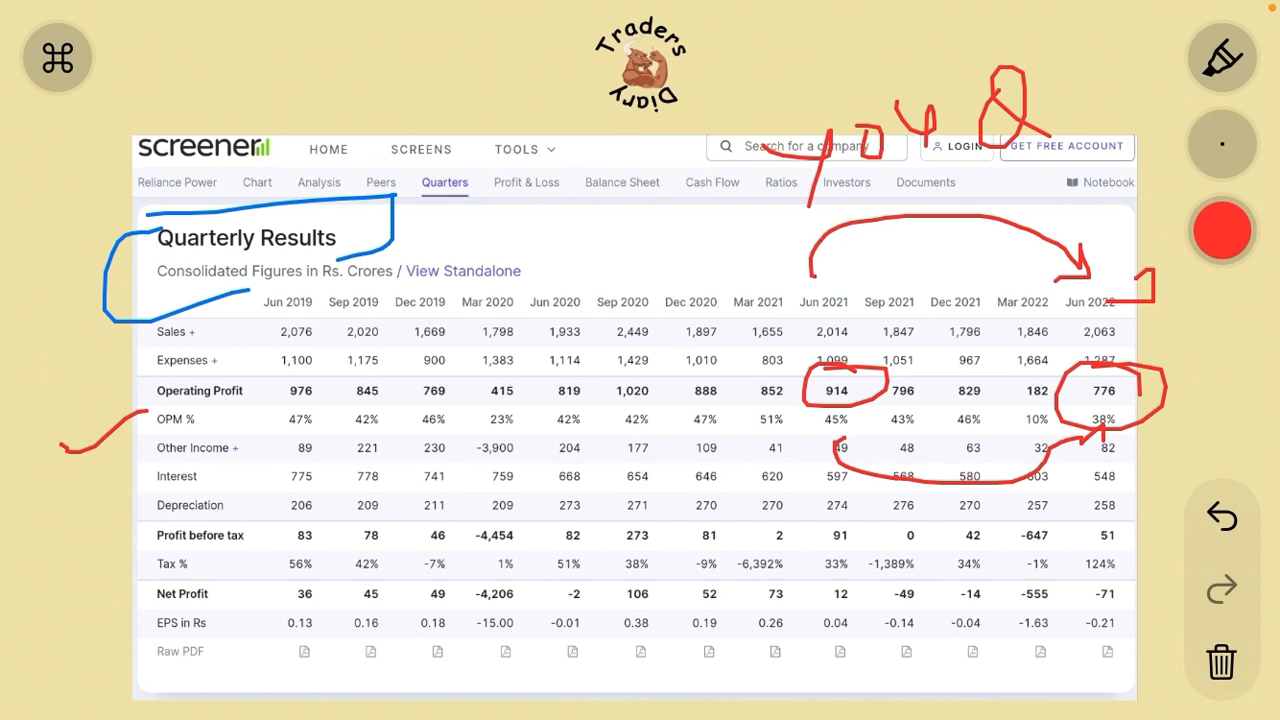 Traders
Diary
YOY Q
screener
HOME SCREENS TOOLS Search for a company LOGIN GET FREE ACCOUNT
Reliance Power Chart Analysis Peers Quarters Profit & Loss Balance Sheet Cash Flow Ratios Investors Documents Notebook
Quarterly Results
Consolidated Figures in Rs. Crores / View Standalone
Jun 2019 Sep 2019 Dec 2019 Mar 2020 Jun 2020 Sep 2020 Dec 2020 Mar 2021 Jun 2021 Sep 2021 Dec 2021 Mar 2022 Jun 2022
Sales + 2,076 2,020 1,669 1,798 1,933 2,449 1,897 1,655 2,014 1,847 1,796 1,846 2,063
Expenses + 1,100 1,175 900 1,383 1,114 1,429 1,010 803 1,099 1,051 967 1,664 1,287
Operating Profit 976 845 769 415 819 1,020 888 852 914 796 829 182 776
OPM % 47% 42% 46% 23% 42% 42% 47% 51% 45% 43% 46% 10% 38%
Other Income + 89 221 230 -3,900 204 177 109 41 49 48 63 32 82
Interest 775 778 741 759 668 654 646 620 597 568 580 603 548
Depreciation 206 209 211 209 273 271 270 270 274 276 270 257 258
Profit before tax 83 78 46 -4,454 82 273 81 2 91 0 42 -647 51
Tax % 56% 42% -7% 1% 51% 38% -9% -6,392% 33% -1,389% 34% -1% 124%
Net Profit 36 45 49 -4,206 -2 106 52 73 12 -49 -14 -555 -71
EPS in Rs 0.13 0.16 0.18 -15.00 -0.01 0.38 0.19 0.26 0.04 -0.14 -0.04 -1.63 -0.21
Raw PDF